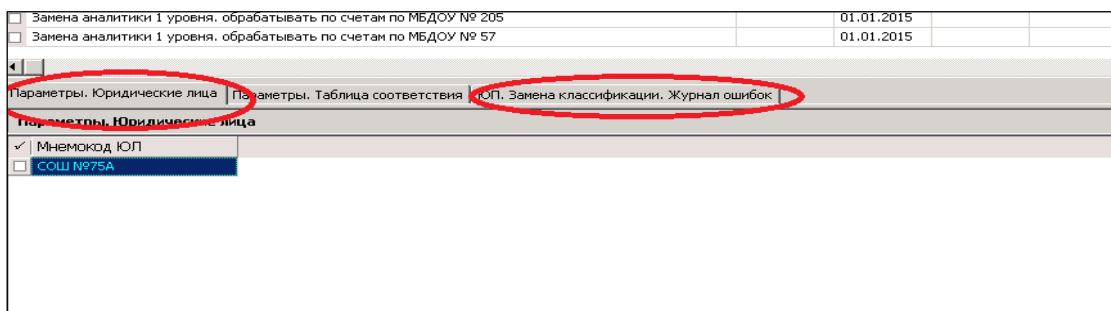 Замена аналитики 1 уровня. обрабатывать по счетам по МБДОУ № 205 01.01.2015
Замена аналитики 1 уровня. обрабатывать по счетам по МБДОУ № 57 01.01.2015
Параметры. Юридические лица Параметры. Таблица соответствия ЮП. Замена классификации. Журнал ошибок
Параметры. Юридические лица
Мнемокод ЮЛ
СОШ №75А